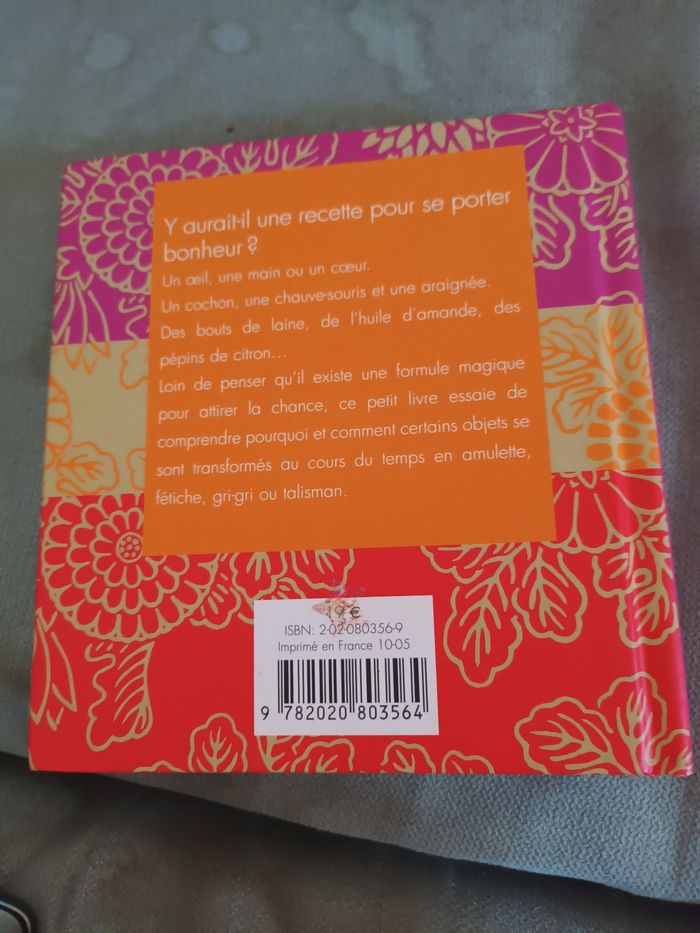 Y aurait-il une recette pour se porter
bonheur ?
Un œil, une main ou un cœur.
Un cochon, une chauve-souris et une araignée.
Des bouts de laine, de l'huile d'amande, des
pépins de citron...
Loin de penser qu'il existe une formule magique
pour attirer la chance, ce petit livre essaie de
comprendre pourquoi et comment certains objets se
sont transformés au cours du temps en amulette,
fétiche, gri-gri ou talisman.
19 €
ISBN: 2-02-080356-9
Imprimé en France 10-05
9 782020 803564